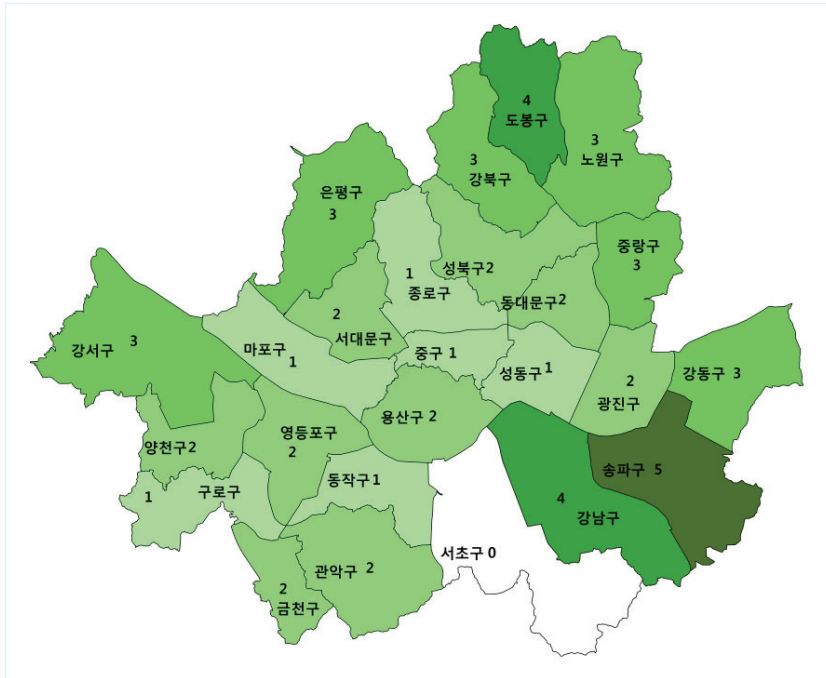 4
도봉구
3
노원구
3
강북구
은평구
3
중랑구
3
성북구2
1
종로구
동대문구2
2
서대문구
강서구 3
마포구
1
중구 1
성동구1
2
광진구
강동구 3
용산구 2
양천구2
영등포구
2
송파구 5
동작구1
1
구로구
4
강남구
서초구 0
관악구 2
2
금천구